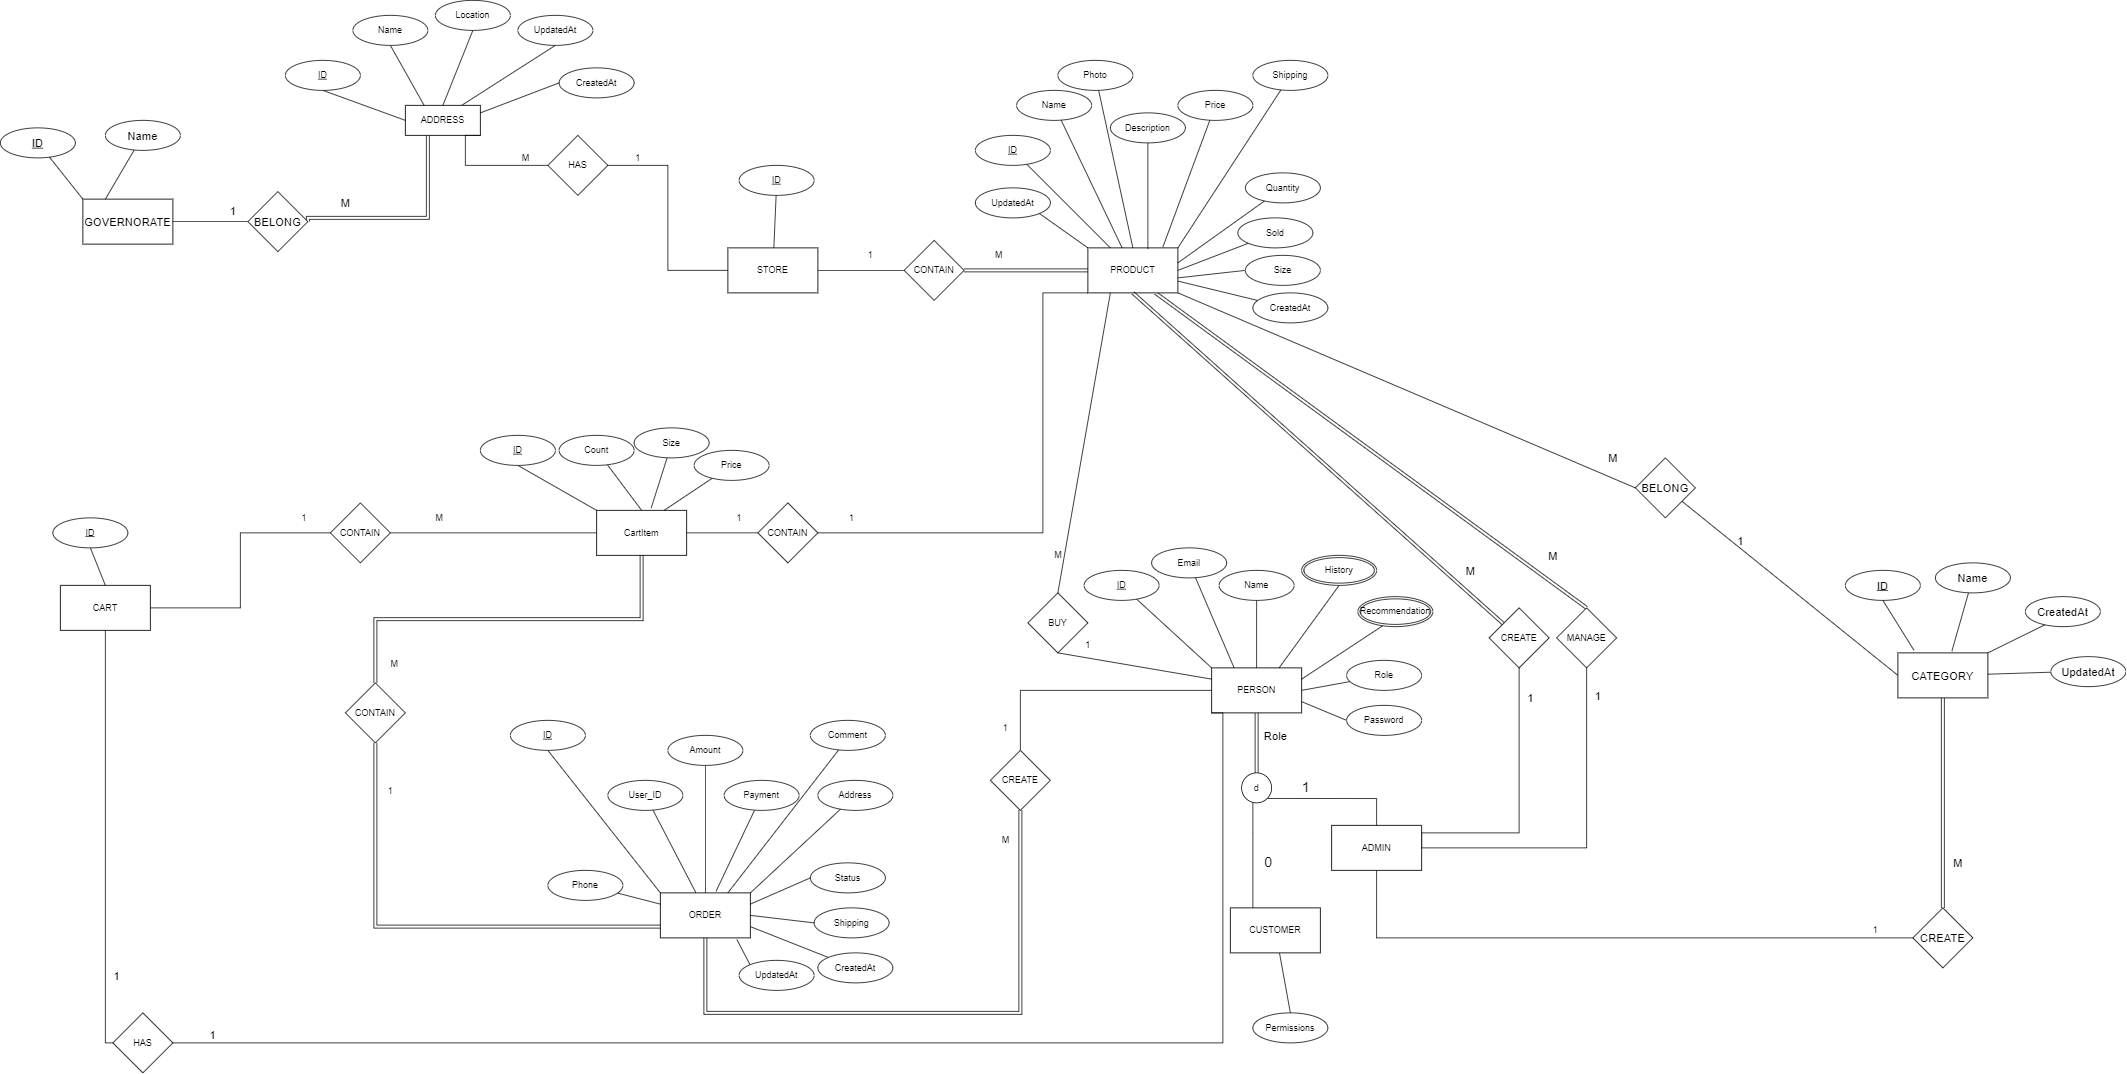 Location
Name
UpdatedAt
ID
CreatedAt
ADDRESS
ID
Name
GOVERNORATE
1
BELONG
M
M
HAS
1
ID
STORE
1
CONTAIN
M
Photo
Shipping
Name
Price
Description
ID
Quantity
UpdatedAt
Sold
PRODUCT
Size
CreatedAt
ID
Count
Size
Price
CartItem
ID
CART
1
CONTAIN
M
1
CONTAIN
1
M
BELONG
1
M
BUY
1
M
CREATE
1
M
MANAGE
1
ID
Email
Name
History
Recommendation
Role
Password
PERSON
Role
d
1
0
ADMIN
CUSTOMER
Permissions
ID
Name
CreatedAt
UpdatedAt
CATEGORY
M
CREATE
1
M
CONTAIN
1
ID
Amount
Comment
User_ID
Payment
Address
Phone
Status
Shipping
CreatedAt
UpdatedAt
ORDER
1
CREATE
M
1
HAS
1